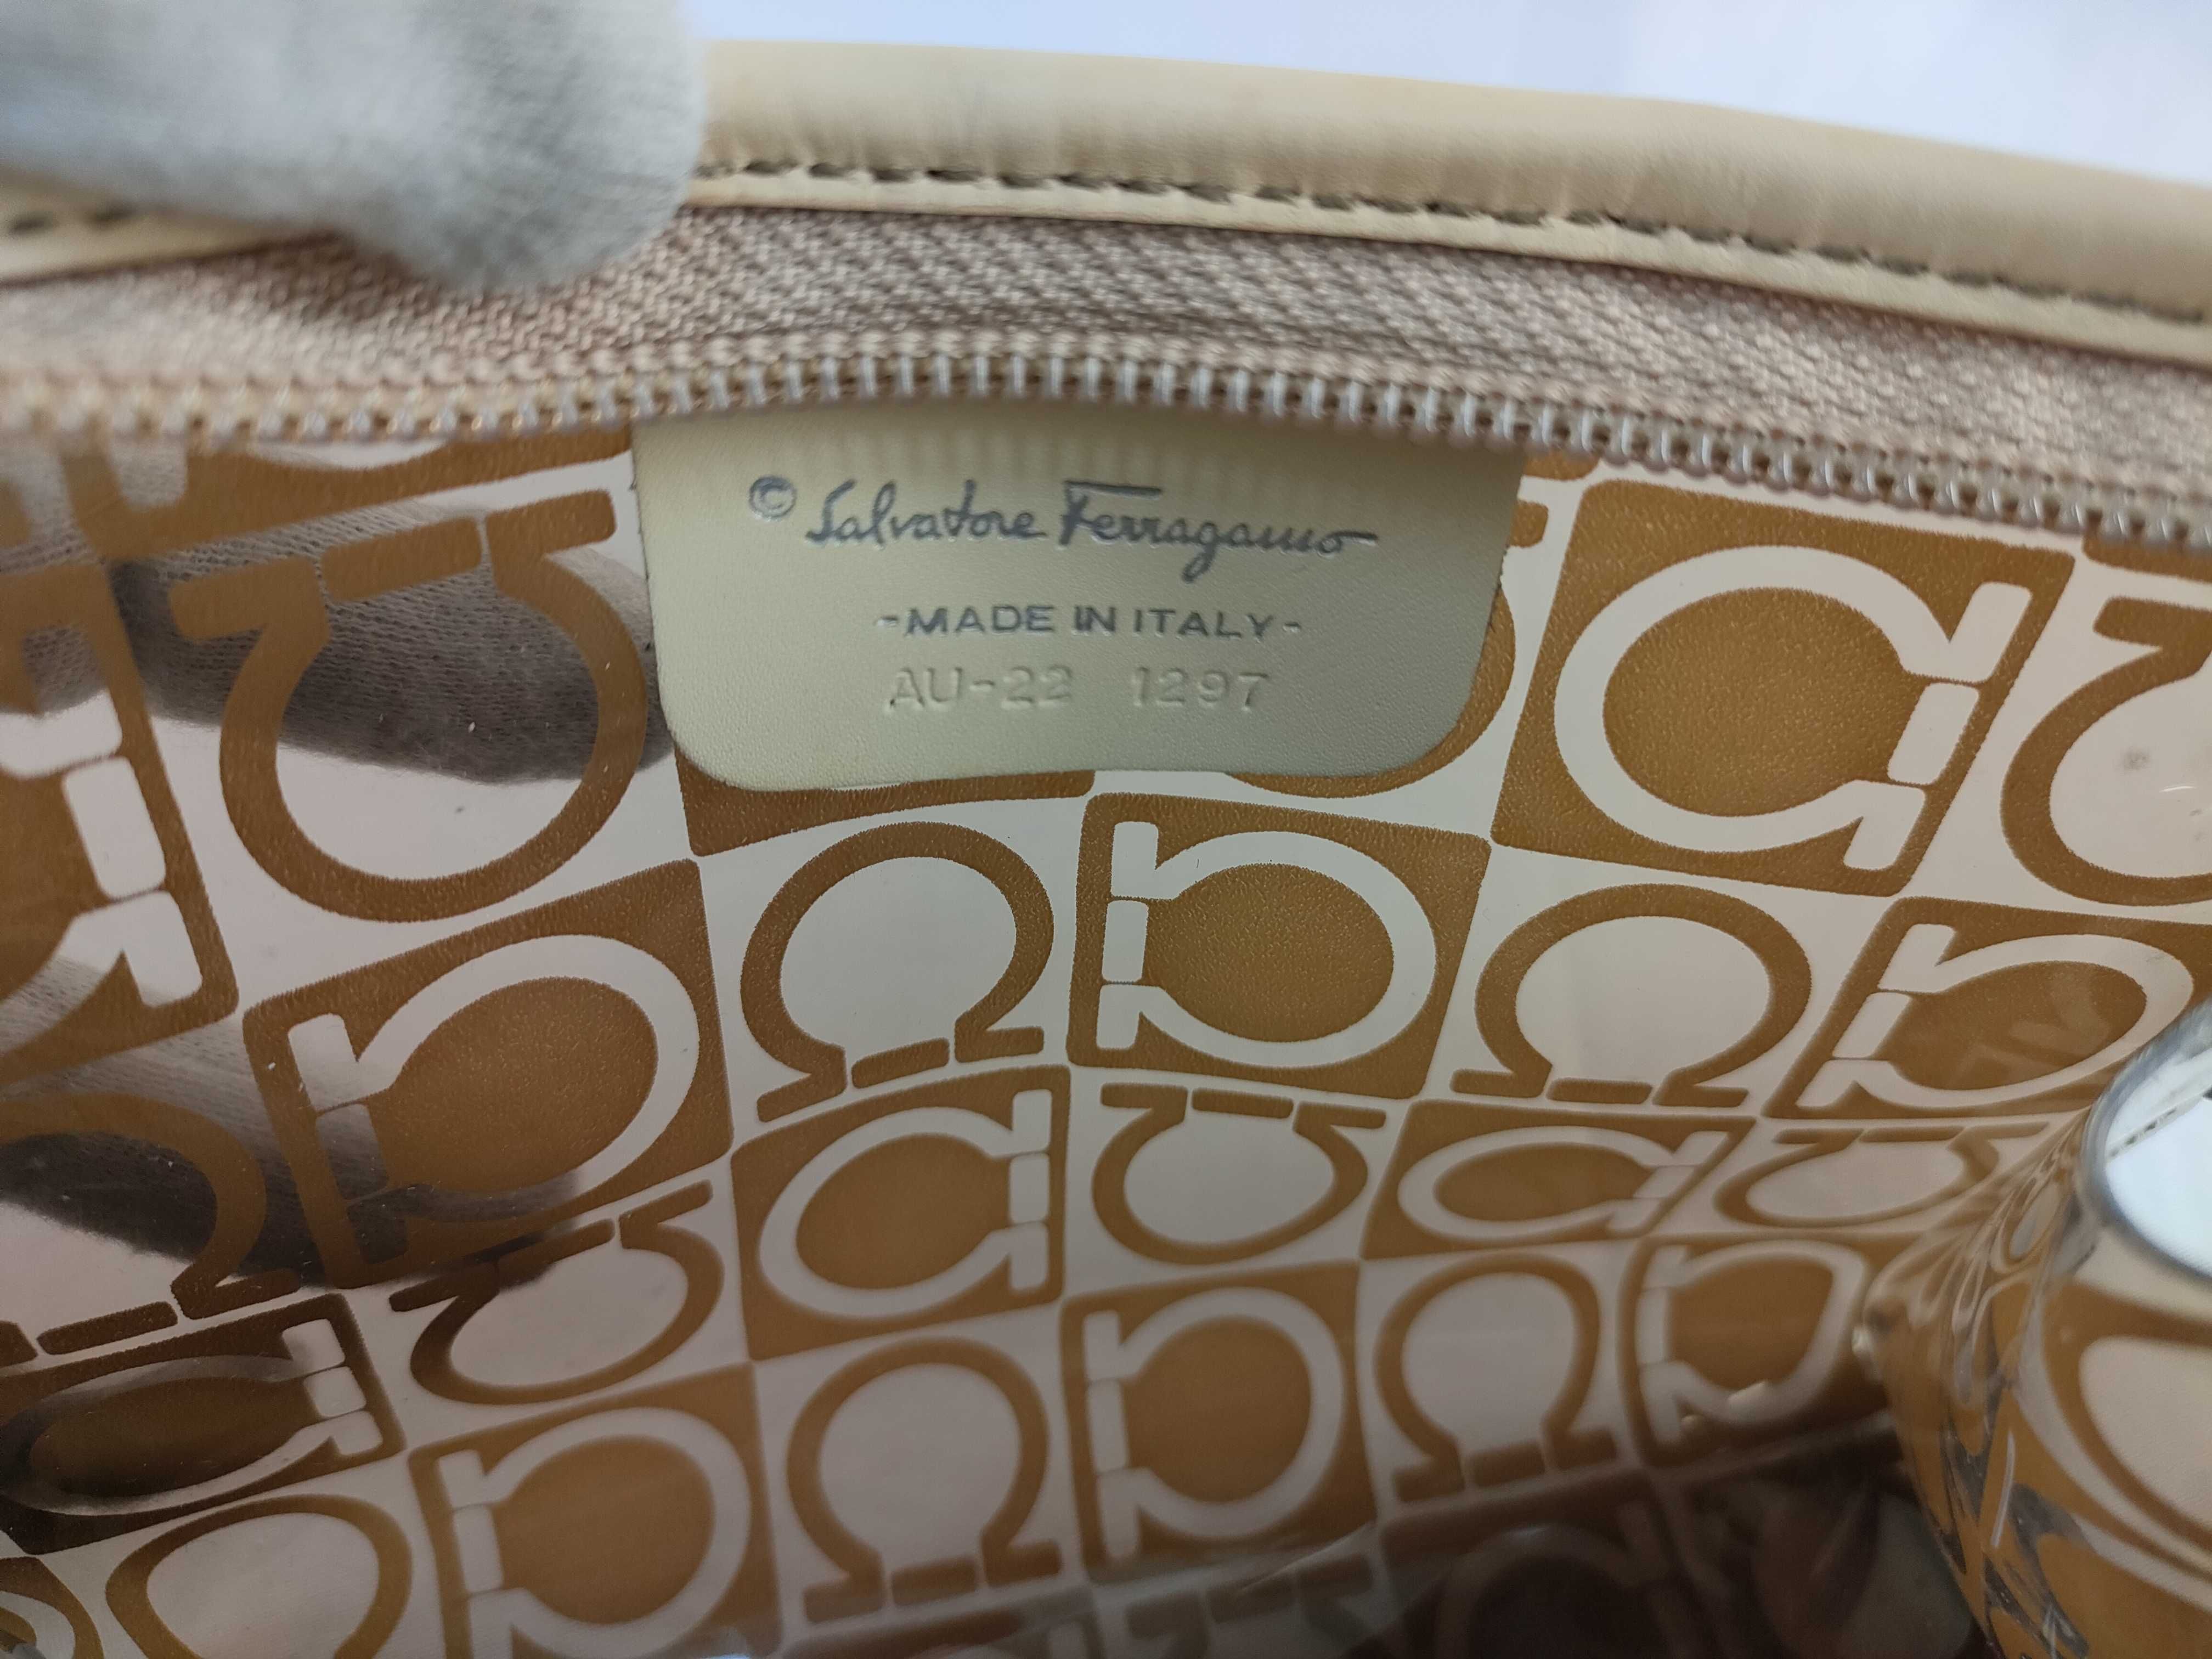 © Salvatore Ferragamo
-MADE IN ITALY-
AU-22 1297